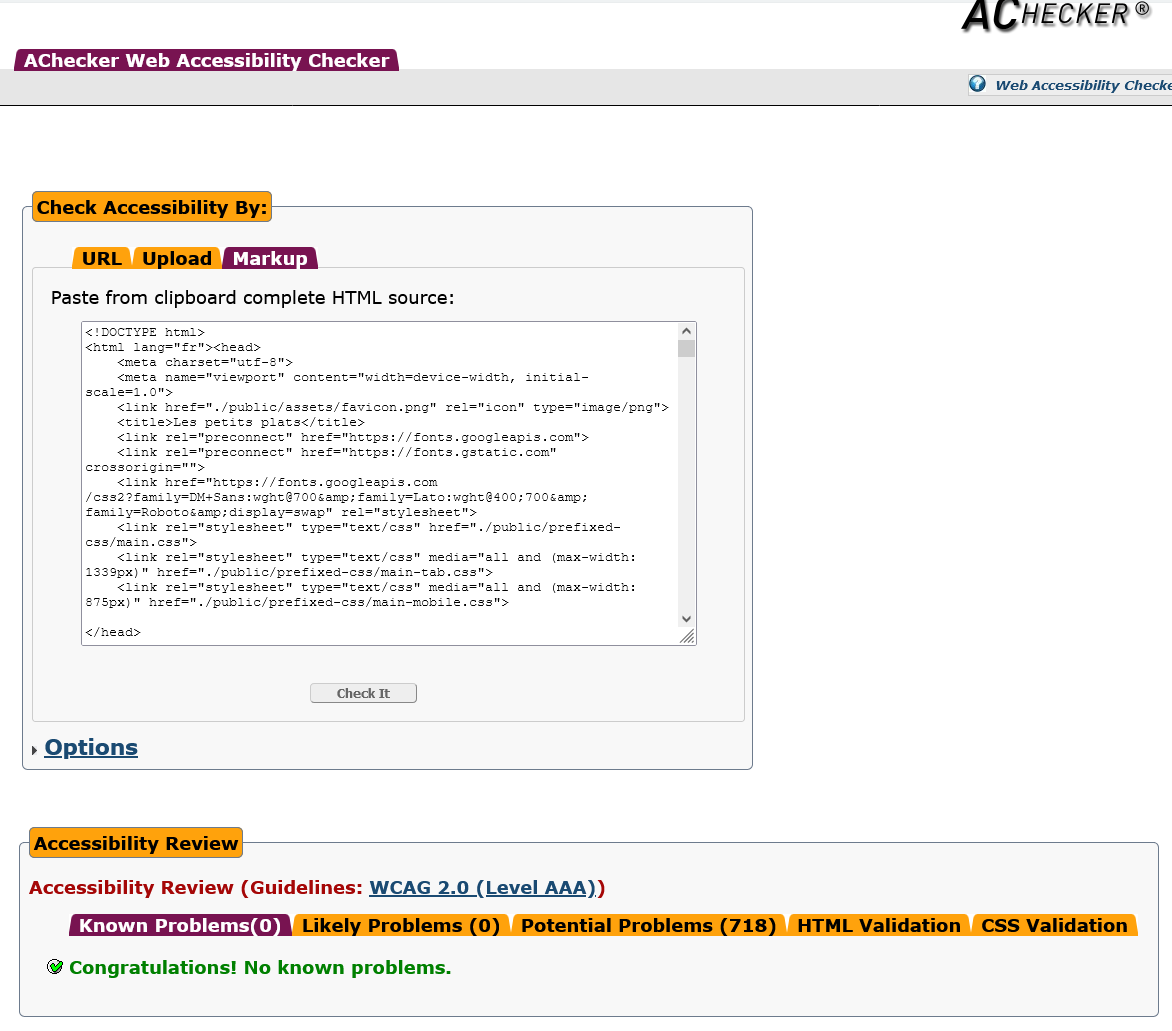 ACHECKER ®
AChecker Web Accessibility Checker
Web Accessibility Checke
Check Accessibility By:
URL Upload Markup
Paste from clipboard complete HTML source:
<!DOCTYPE html>
<html lang="fr"><head>
    <meta charset="utf-8">
    <meta name="viewport" content="width=device-width, initial-
scale=1.0">
    <link href="./public/assets/favicon.png" rel="icon" type="image/png">
    <title>Les petits plats</title>
    <link rel="preconnect" href="https://fonts.googleapis.com">
    <link rel="preconnect" href="https://fonts.gstatic.com"
crossorigin="">
    <link href="https://fonts.googleapis.com
/css2?family=DM+Sans:wght@700&amp;family=Lato:wght@400;700&amp;
family=Roboto&amp;display=swap" rel="stylesheet">
    <link rel="stylesheet" type="text/css" href="./public/prefixed-
css/main.css">
    <link rel="stylesheet" type="text/css" media="all and (max-width:
1339px)" href="./public/prefixed-css/main-tab.css">
    <link rel="stylesheet" type="text/css" media="all and (max-width:
875px)" href="./public/prefixed-css/main-mobile.css">
</head>
Check It
Options
Accessibility Review
Accessibility Review (Guidelines: WCAG 2.0 (Level AAA))
Known Problems(0) Likely Problems (0) Potential Problems (718) HTML Validation CSS Validation
Congratulations! No known problems.